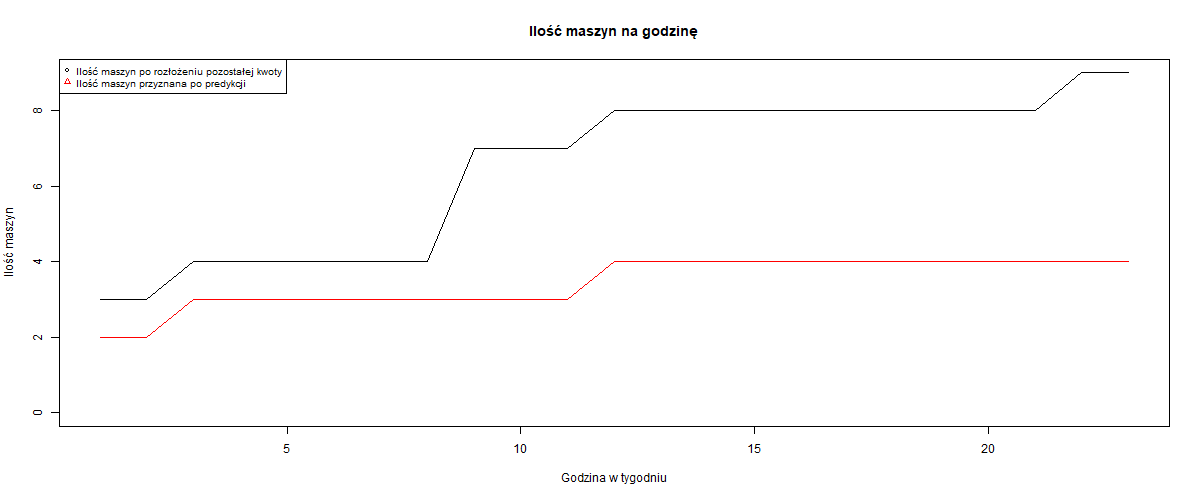 Ilość maszyn na godzinę
Ilość maszyn po rozłożeniu pozostałej kwoty
Ilość maszyn przyznana po predykcji
8
6
4
2
0
Ilość maszyn
5 10 15 20
Godzina w tygodniu